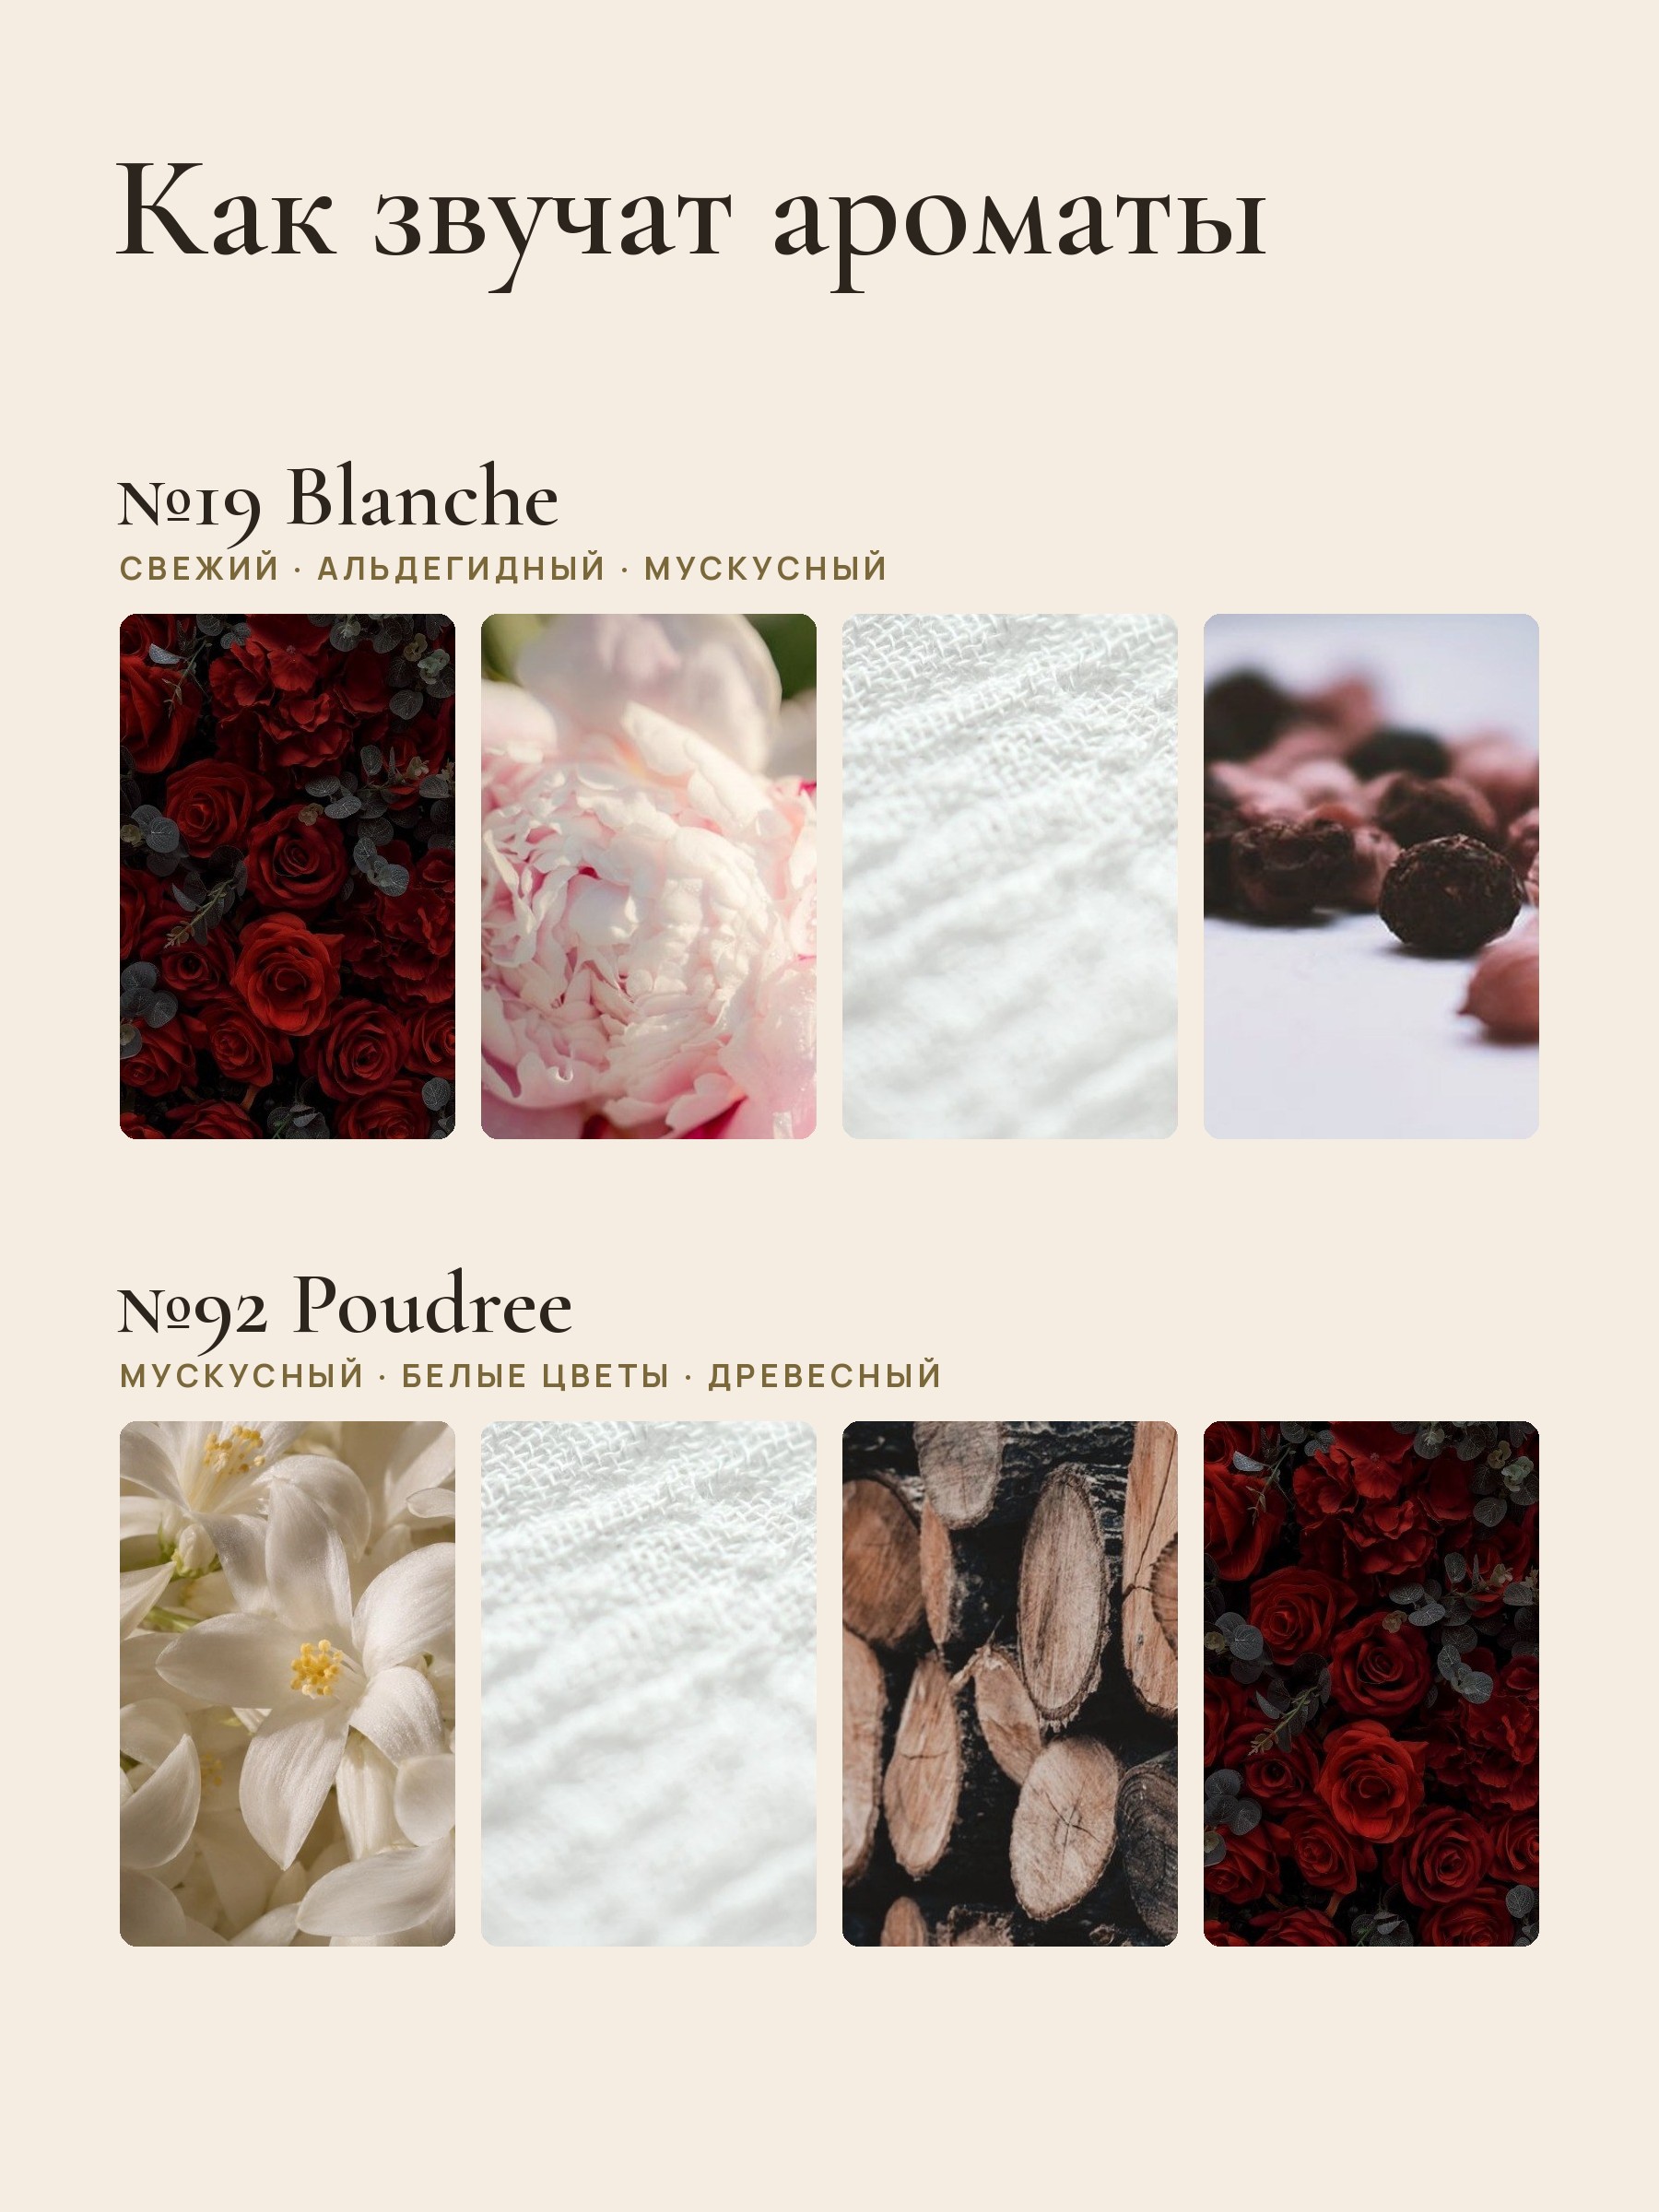 Как звучат ароматы
№19 Blanche
СВЕЖИЙ · АЛЬДЕГИДНЫЙ · МУСКУСНЫЙ
№92 Poudree
МУСКУСНЫЙ · БЕЛЫЕ ЦВЕТЫ · ДРЕВЕСНЫЙ